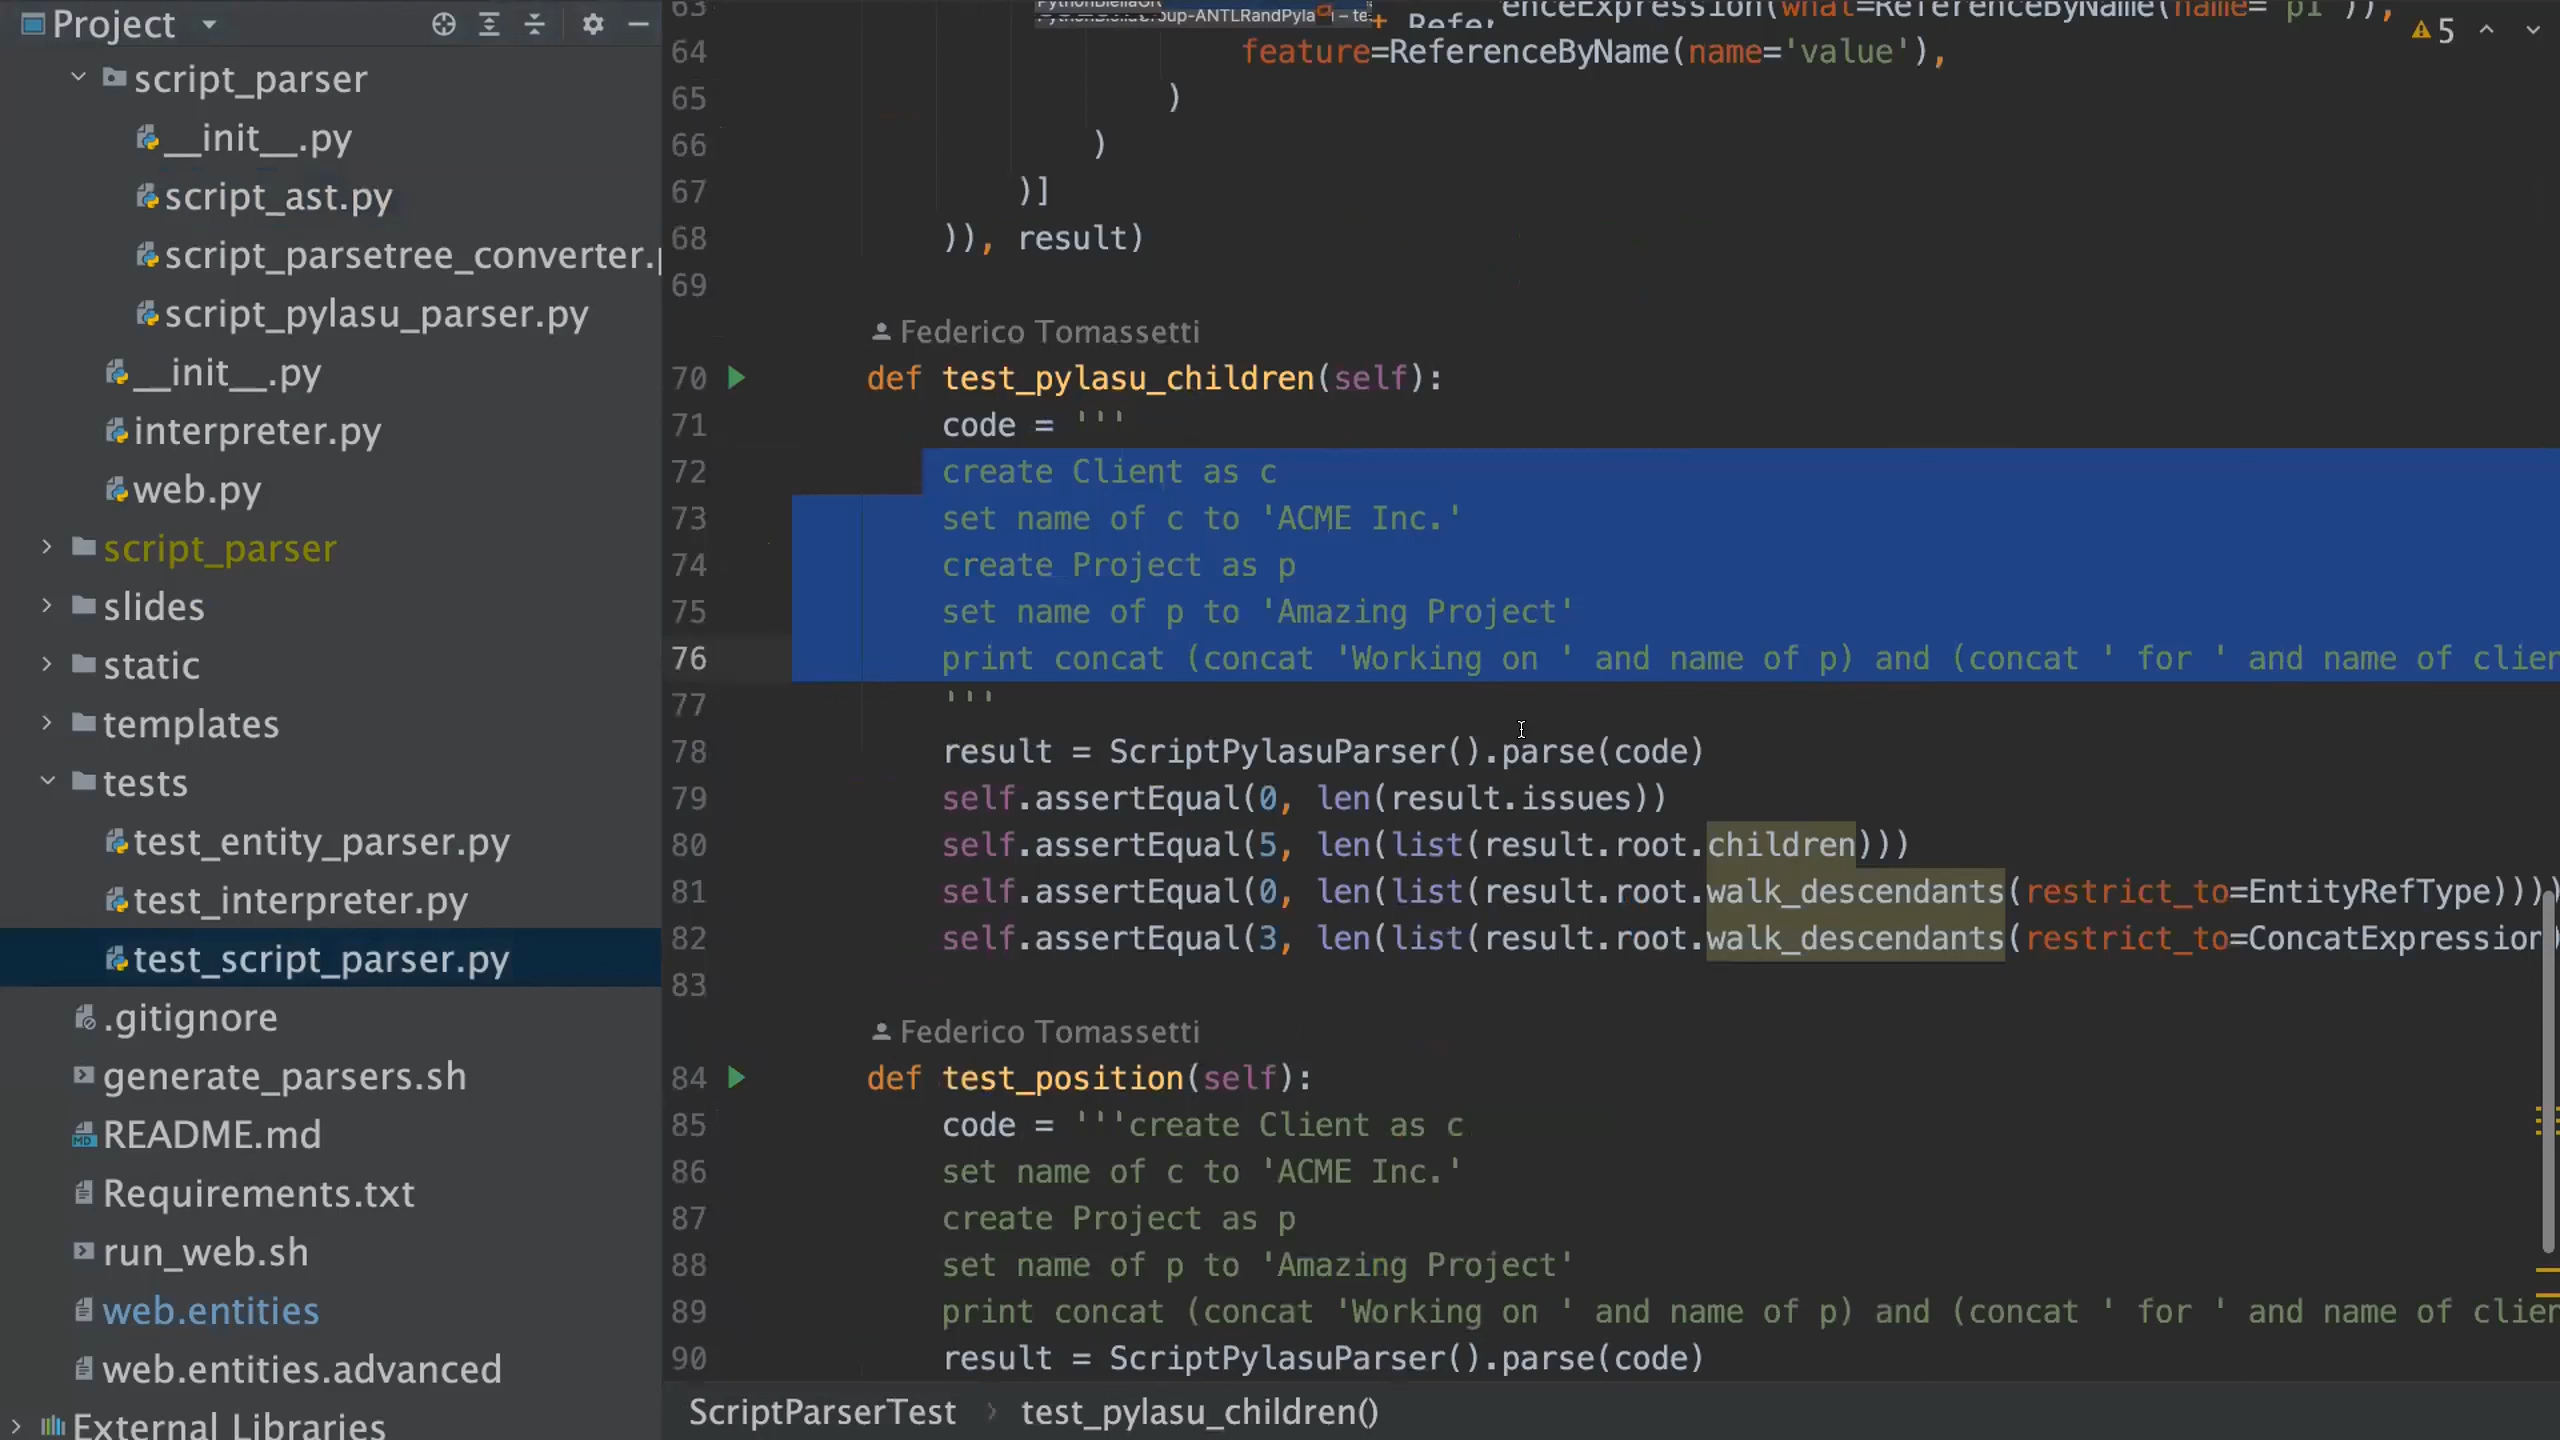 Project
script_parser
__init__.py
script_ast.py
script_parsetree_converter.
script_pylasu_parser.py
__init__.py
interpreter.py
web.py
script_parser
slides
static
templates
tests
test_entity_parser.py
test_interpreter.py
test_script_parser.py
.gitignore
generate_parsers.sh
README.md
Requirements.txt
run_web.sh
web.entities
web.entities.advanced
External Libraries
5
63 enceExpression(what=ReferenceByName(name='p1')),
64 feature=ReferenceByName(name='value'),
65 )
66 )
67 )]
68 )), result)
69
Federico Tomassetti
70 def test_pylasu_children(self):
71 code = '''
72 create Client as c
73 set name of c to 'ACME Inc.'
74 create Project as p
75 set name of p to 'Amazing Project'
76 print concat (concat 'Working on ' and name of p) and (concat ' for ' and name of clien
77 '''
78 result = ScriptPylasuParser().parse(code)
79 self.assertEqual(0, len(result.issues))
80 self.assertEqual(5, len(list(result.root.children)))
81 self.assertEqual(0, len(list(result.root.walk_descendants(restrict_to=EntityRefType))))
82 self.assertEqual(3, len(list(result.root.walk_descendants(restrict_to=ConcatExpression)
83
Federico Tomassetti
84 def test_position(self):
85 code = '''create Client as c
86 set name of c to 'ACME Inc.'
87 create Project as p
88 set name of p to 'Amazing Project'
89 print concat (concat 'Working on ' and name of p) and (concat ' for ' and name of clien
90 result = ScriptPylasuParser().parse(code)
ScriptParserTest › test_pylasu_children()